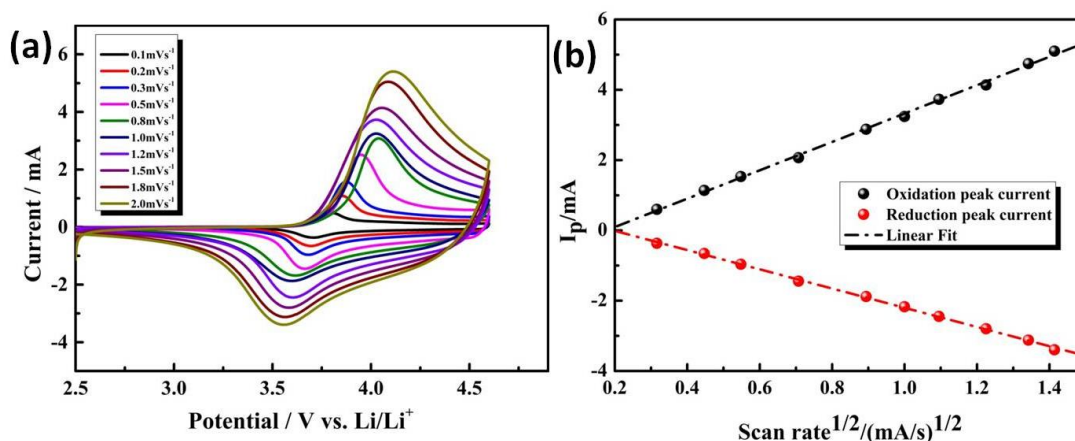 (a)
6
4
2
0
-2
-4
Current / mA
0.1mVs⁻¹
0.2mVs⁻¹
0.3mVs⁻¹
0.5mVs⁻¹
0.8mVs⁻¹
1.0mVs⁻¹
1.2mVs⁻¹
1.5mVs⁻¹
1.8mVs⁻¹
2.0mVs⁻¹
2.5 3.0 3.5 4.0 4.5
Potential / V vs. Li/Li⁺
(b)
6
4
2
0
-2
-4
Iₚ/mA
Oxidation peak current
Reduction peak current
Linear Fit
0.2 0.4 0.6 0.8 1.0 1.2 1.4
Scan rate^1/2/(mA/s)^1/2